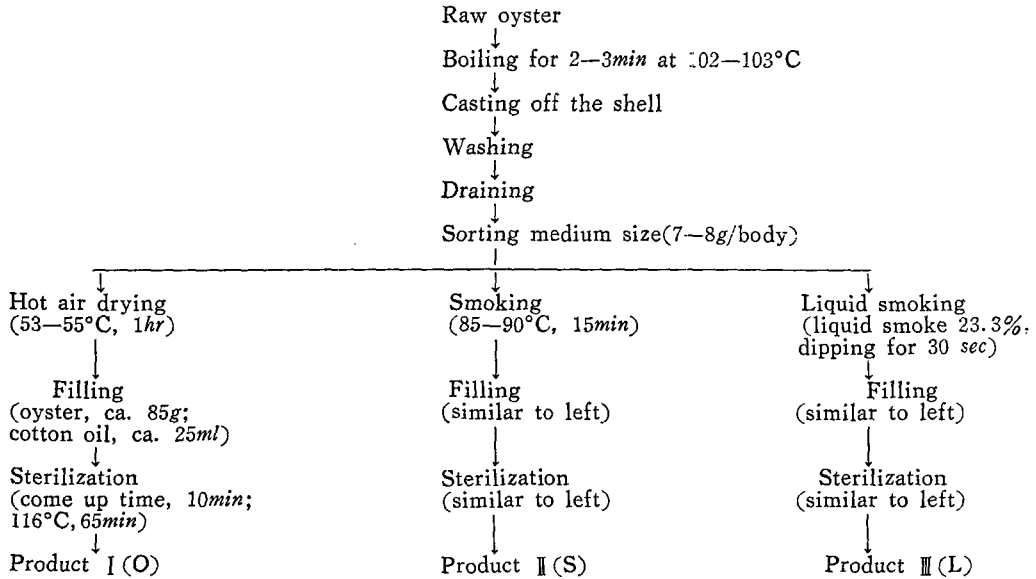 Raw oyster
Boiling for 2—3min at 102—103°C
Casting off the shell
Washing
Draining
Sorting medium size(7—8g/body)
Hot air drying
(53—55°C, 1hr)
Smoking
(85—90°C, 15min)
Liquid smoking
(liquid smoke 23.3%,
dipping for 30 sec)
Filling
(oyster, ca. 85g;
cotton oil, ca. 25ml)
Filling
(similar to left)
Filling
(similar to left)
Sterilization
(come up time, 10min;
116°C, 65min)
Sterilization
(similar to left)
Sterilization
(similar to left)
Product Ⅰ(O)
Product Ⅱ(S)
Product Ⅲ(L)